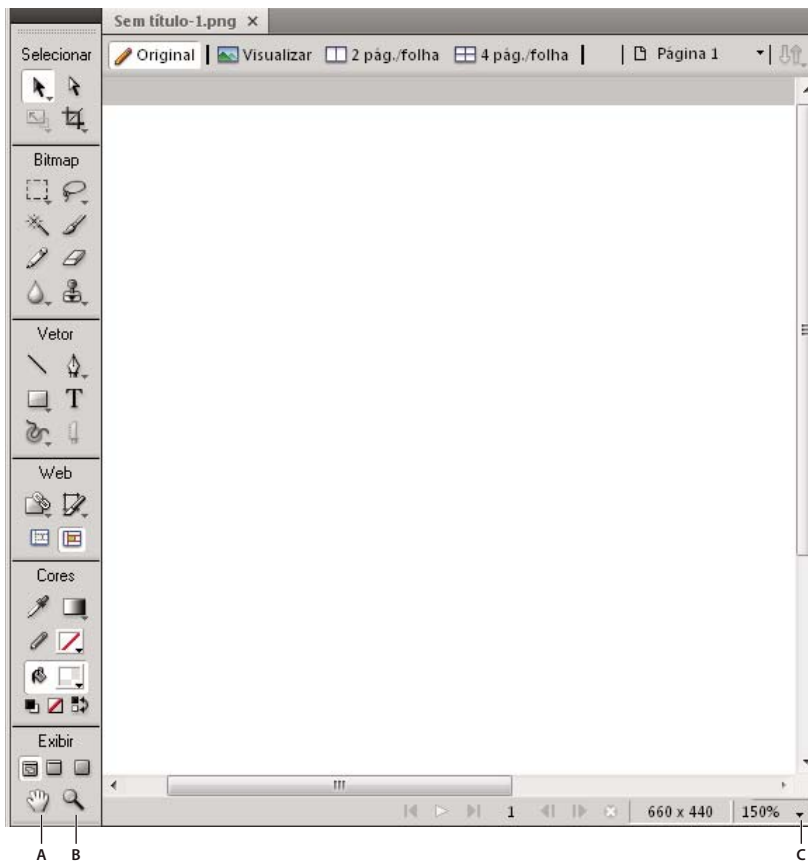 Sem título-1.png ×
Selecionar
Original Visualizar 2 pág./folha 4 pág./folha Página 1
Bitmap
Vetor
T
Web
Cores
Exibir
1 660 x 440 150%
A B C